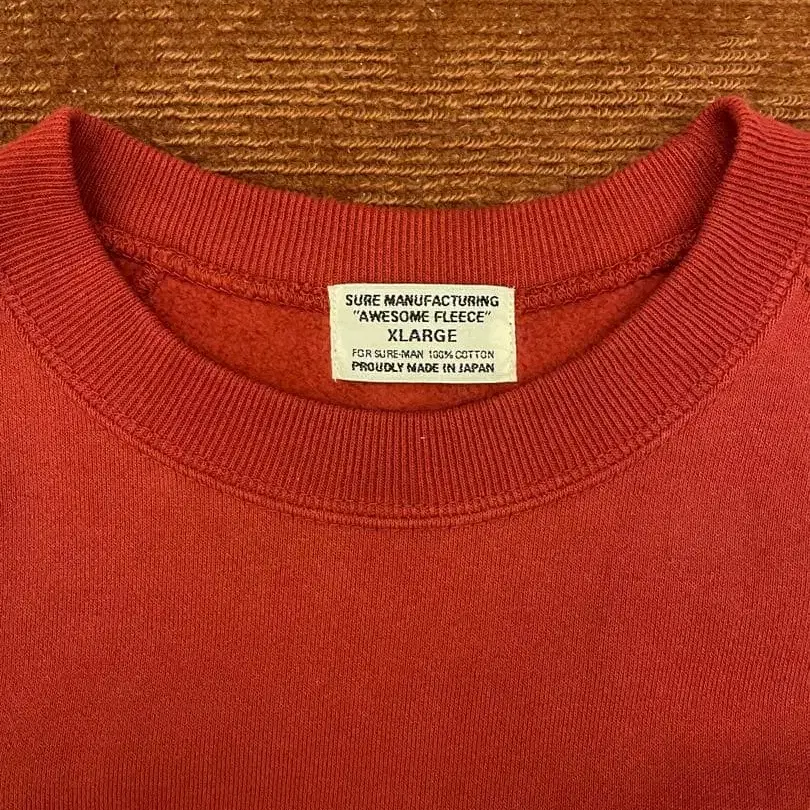 SURE MANUFACTURING
"AWESOME FLEECE"
XLARGE
FOR SURE-MAN 100% COTTON
PROUDLY MADE IN JAPAN